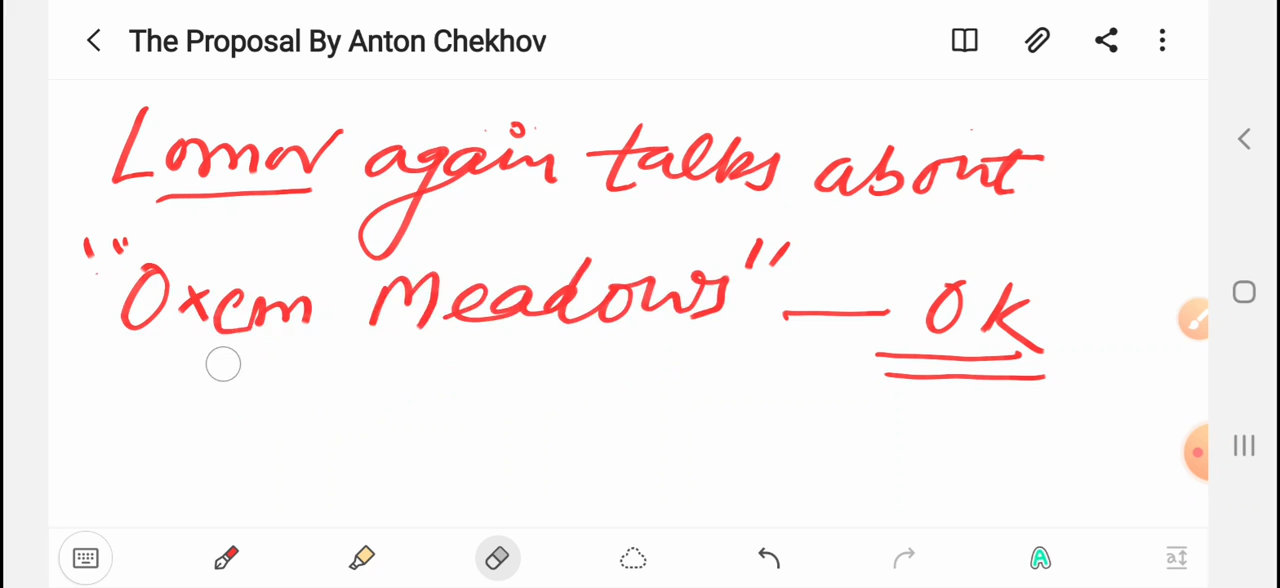 The Proposal By Anton Chekhov
Lomov again talks about
"Oxen Meadows" — OK